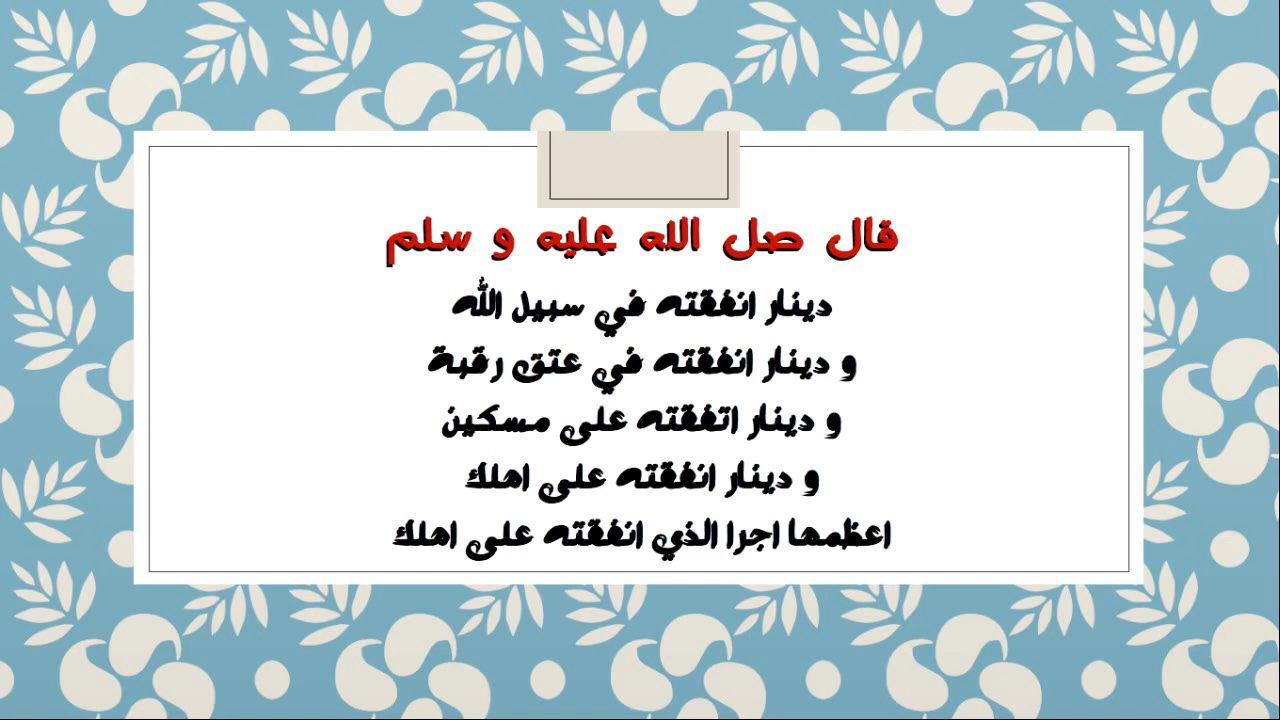 قال صل الله عليه و سلم
دينار انفقته في سبيل الله
و دينار انفقته في عتق رقبة
و دينار اتفقته على مسكين
و دينار انفقته على اهلك
اعظمها اجرا الذي انفقته على اهلك